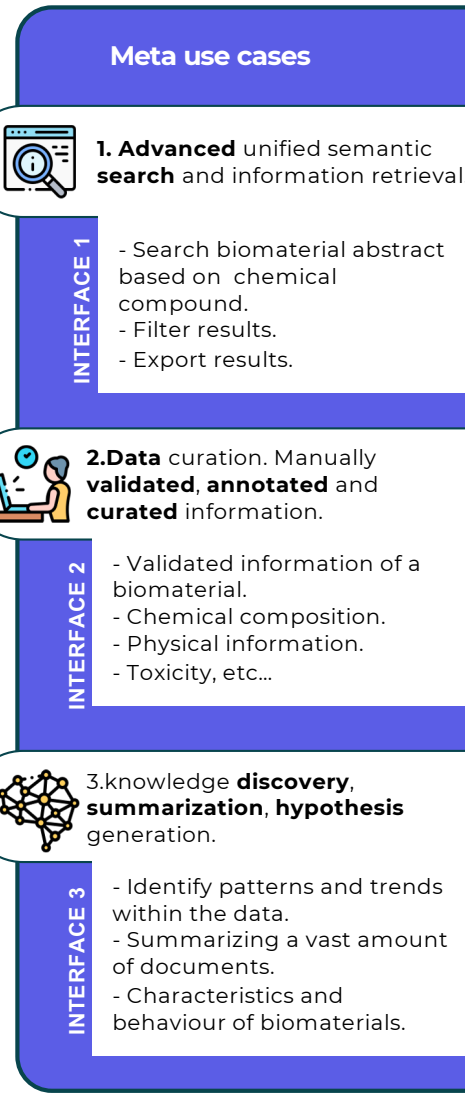 Meta use cases
1. Advanced unified semantic
search and information retrieval
INTERFACE 1
- Search biomaterial abstract
based on chemical
compound.
- Filter results.
- Export results.
2.Data curation. Manually
validated, annotated and
curated information.
INTERFACE 2
- Validated information of a
biomaterial.
- Chemical composition.
- Physical information.
- Toxicity, etc...
3.knowledge discovery,
summarization, hypothesis
generation.
INTERFACE 3
- Identify patterns and trends
within the data.
- Summarizing a vast amount
of documents.
- Characteristics and
behaviour of biomaterials.